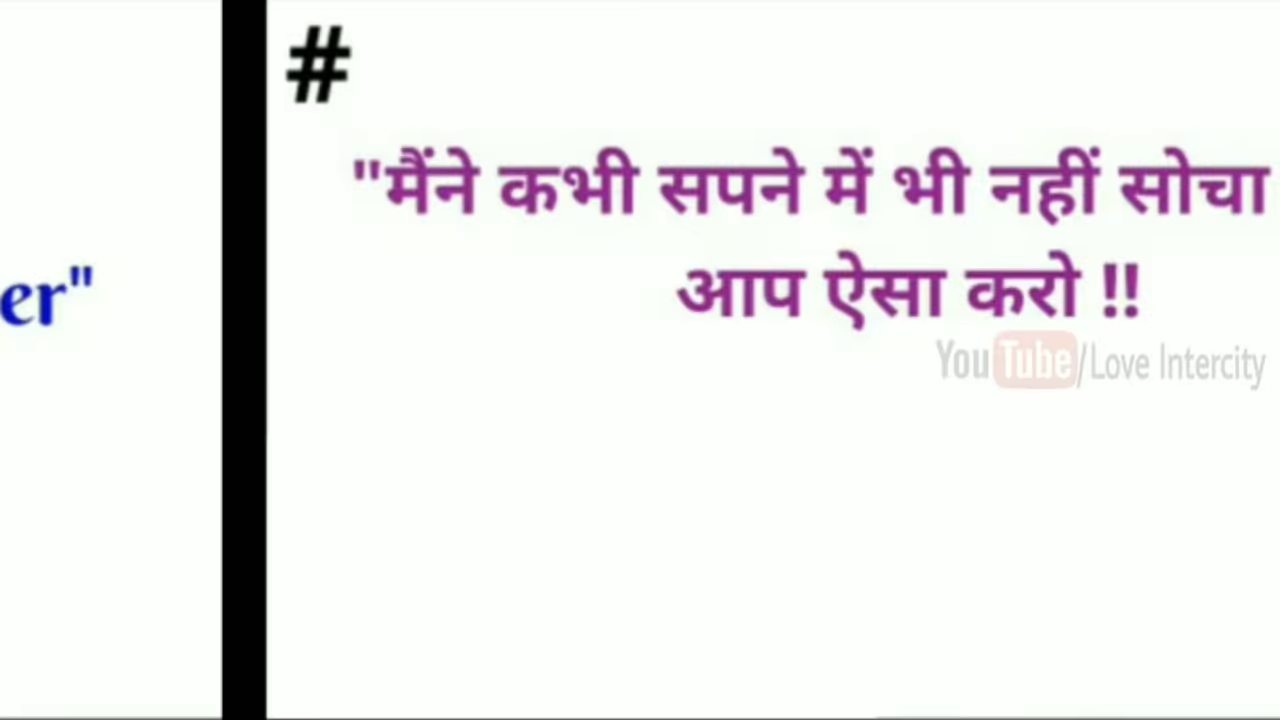 #
"मैंने कभी सपने में भी नहीं सोचा
आप ऐसा करो !!
er"
YouTube/Love Intercity